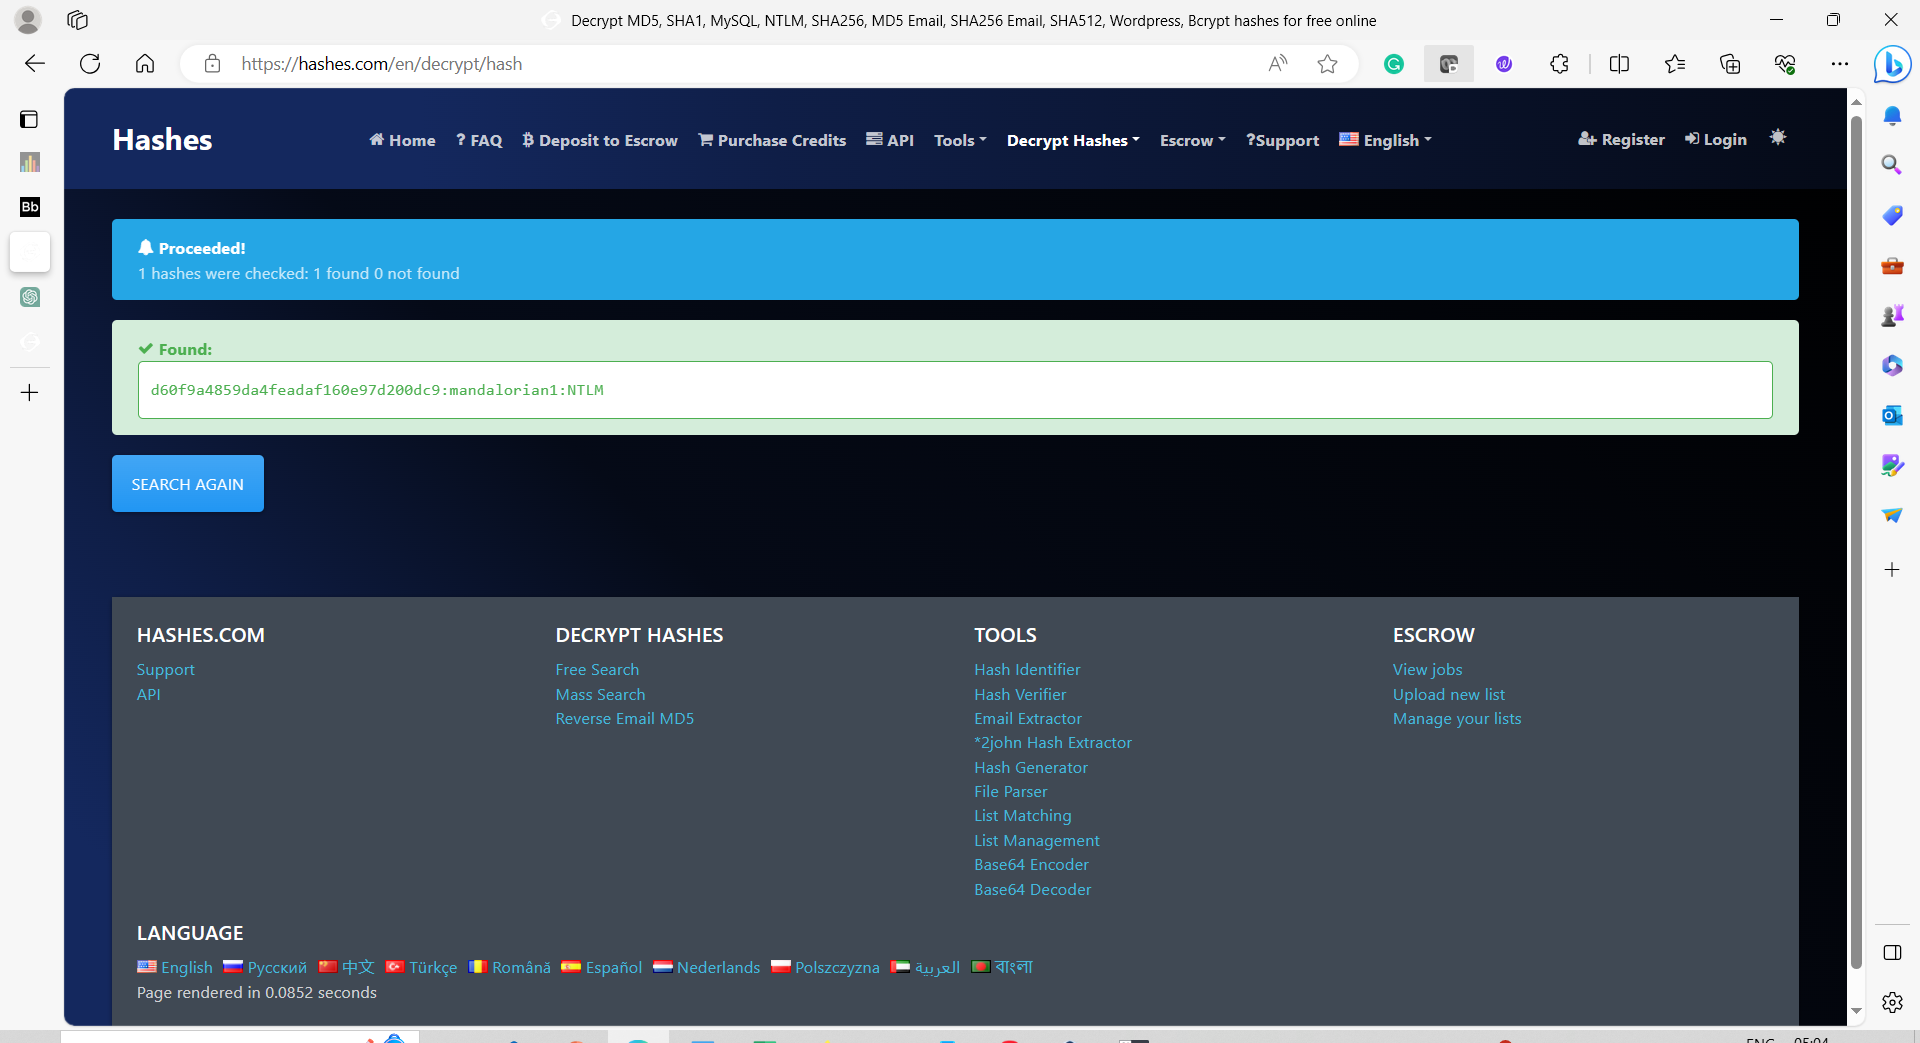 Decrypt MD5, SHA1, MySQL, NTLM, SHA256, MD5 Email, SHA256 Email, SHA512, Wordpress, Bcrypt hashes for free online
https://hashes.com/en/decrypt/hash
Bb
Hashes
Home ? FAQ Deposit to Escrow Purchase Credits API Tools Decrypt Hashes Escrow ?Support English Register Login
Proceeded!
1 hashes were checked: 1 found 0 not found
Found:
d60f9a4859da4feadaf160e97d200dc9:mandalorian1:NTLM
SEARCH AGAIN
HASHES.COM
Support
API
DECRYPT HASHES
Free Search
Mass Search
Reverse Email MD5
TOOLS
Hash Identifier
Hash Verifier
Email Extractor
*2john Hash Extractor
Hash Generator
File Parser
List Matching
List Management
Base64 Encoder
Base64 Decoder
ESCROW
View jobs
Upload new list
Manage your lists
LANGUAGE
English Русский 中文 Türkçe Română Español Nederlands Polszczyzna العربية বাংলা
Page rendered in 0.0852 seconds